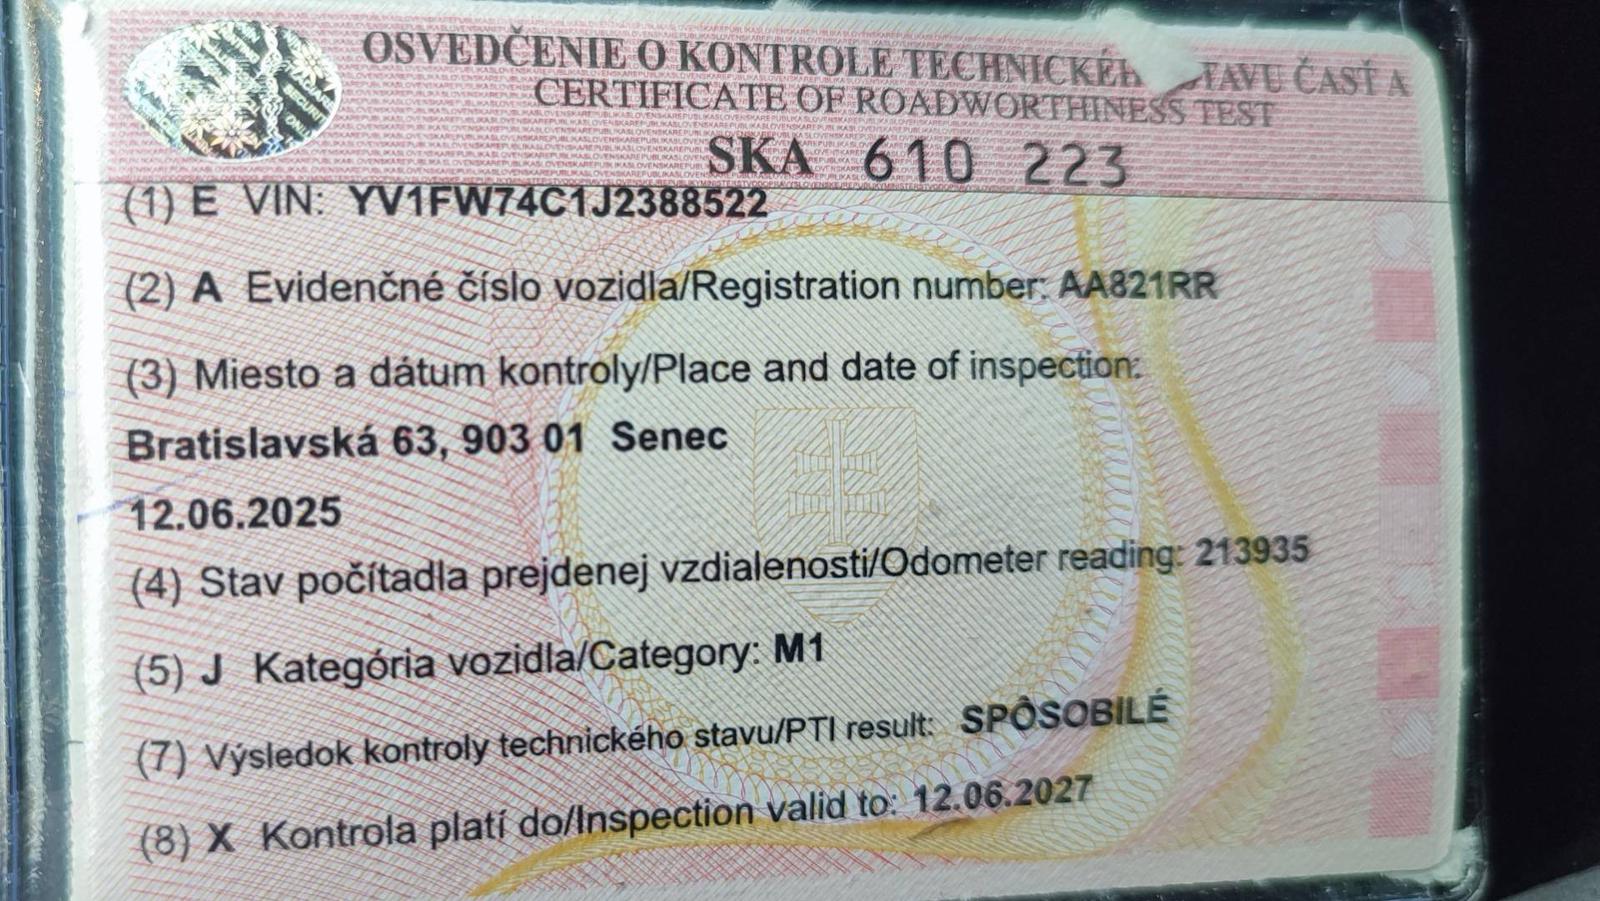 OSVEDČENIE O KONTROLE TECHNICKÉH STAVU ČASŤ A
CERTIFICATE OF ROADWORTHINESS TEST
SKA 610 223
(1) E VIN: YV1FW74C1J2388522
(2) A Evidenčné číslo vozidla/Registration number: AA821RR
(3) Miesto a dátum kontroly/Place and date of inspection:
Bratislavská 63, 903 01 Senec
12.06.2025
(4) Stav počítadla prejdenej vzdialenosti/Odometer reading: 213935
(5) J Kategória vozidla/Category: M1
(7) Výsledok kontroly technického stavu/PTI result: SPÔSOBILÉ
(8) X Kontrola platí do/Inspection valid to: 12.06.2027